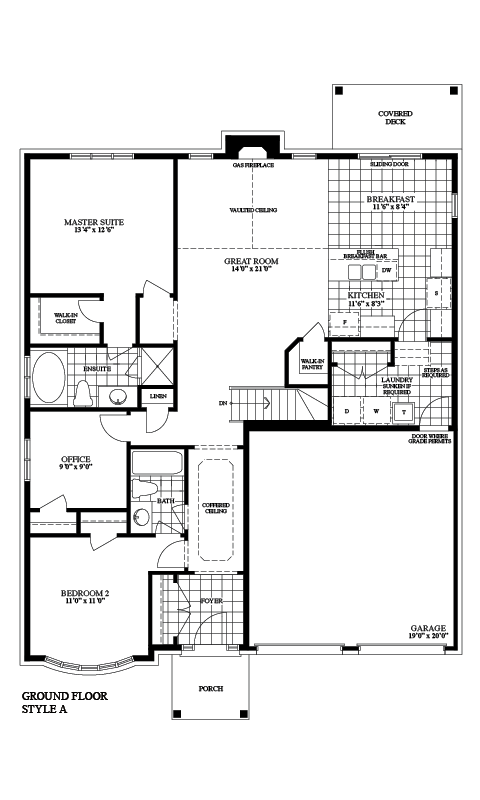 COVERED
DECK
GAS FIREPLACE
SLIDING DOOR
MASTER SUITE
13'4" x 12'6"
VAULTED CEILING
BREAKFAST
11'6" x 8'4"
GREAT ROOM
14'0" x 21'0"
FLUSH
BREAKFAST BAR
DW
KITCHEN
11'6" x 8'3"
S
F
WALK-IN
CLOSET
WALK-IN
PANTRY
ENSUITE
LINEN
STEPS AS
REQUIRED
LAUNDRY
SUNKEN IF
REQUIRED
DN
D
W
T
DOOR WHERE
GRADE PERMITS
OFFICE
9'0" x 9'0"
BATH
COFFERED
CEILING
BEDROOM 2
11'0" x 11'0"
FOYER
GARAGE
19'0" x 20'0"
PORCH
GROUND FLOOR
STYLE A